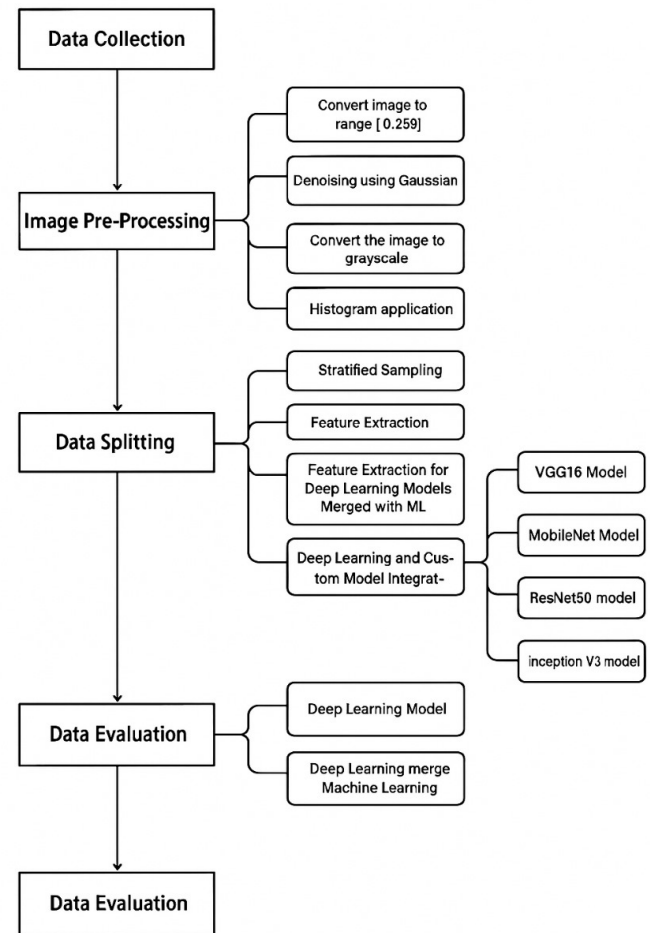 Data Collection
Convert image to
range [ 0.259]
Denoising using Gaussian
Image Pre-Processing
Convert the image to
grayscale
Histogram application
Stratified Sampling
Data Splitting
Feature Extraction
Feature Extraction for
Deep Learning Models
Merged with ML
Deep Learning and Cus-
tom Model Integrat-
VGG16 Model
MobileNet Model
ResNet50 model
inception V3 model
Data Evaluation
Deep Learning Model
Deep Learning merge
Machine Learning
Data Evaluation